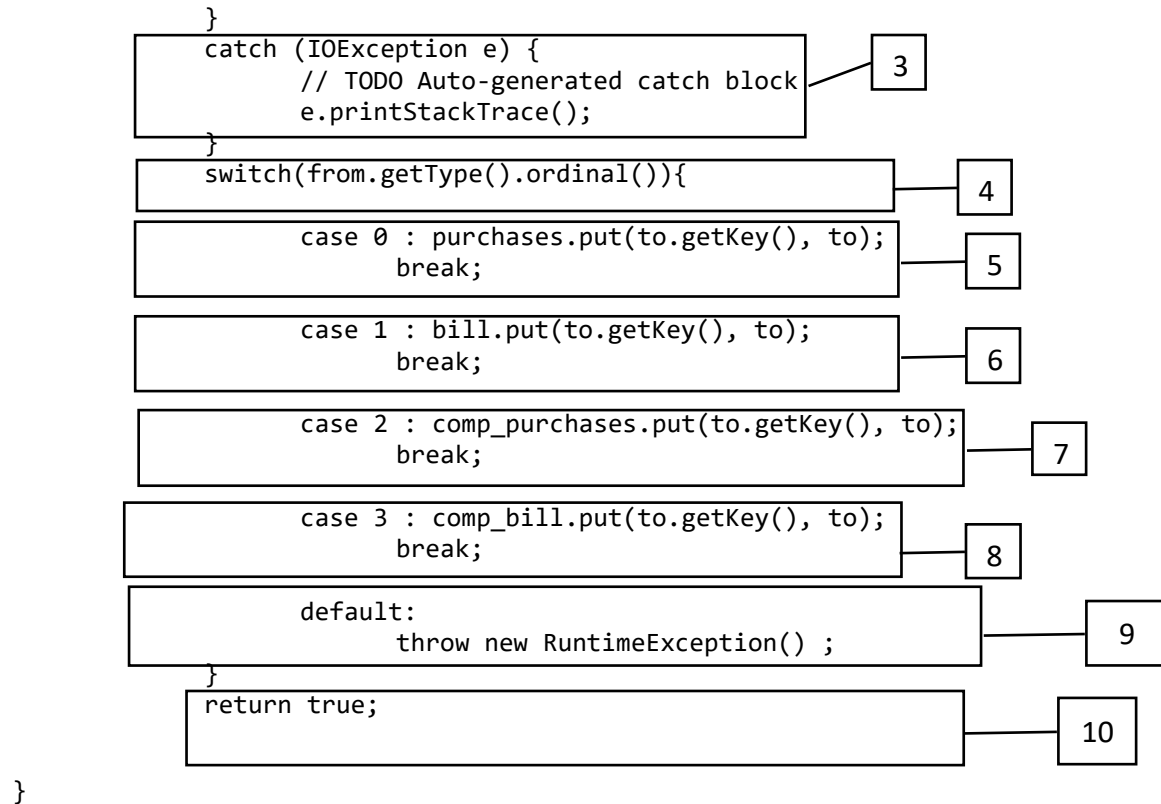 }
catch (IOException e) {
3
// TODO Auto-generated catch block
e.printStackTrace();
}
switch(from.getType().ordinal()){
4
case 0 : purchases.put(to.getKey(), to);
break;
5
case 1 : bill.put(to.getKey(), to);
break;
6
case 2 : comp_purchases.put(to.getKey(), to);
break;
7
case 3 : comp_bill.put(to.getKey(), to);
break;
8
default:
throw new RuntimeException() ;
9
}
return true;
10
}